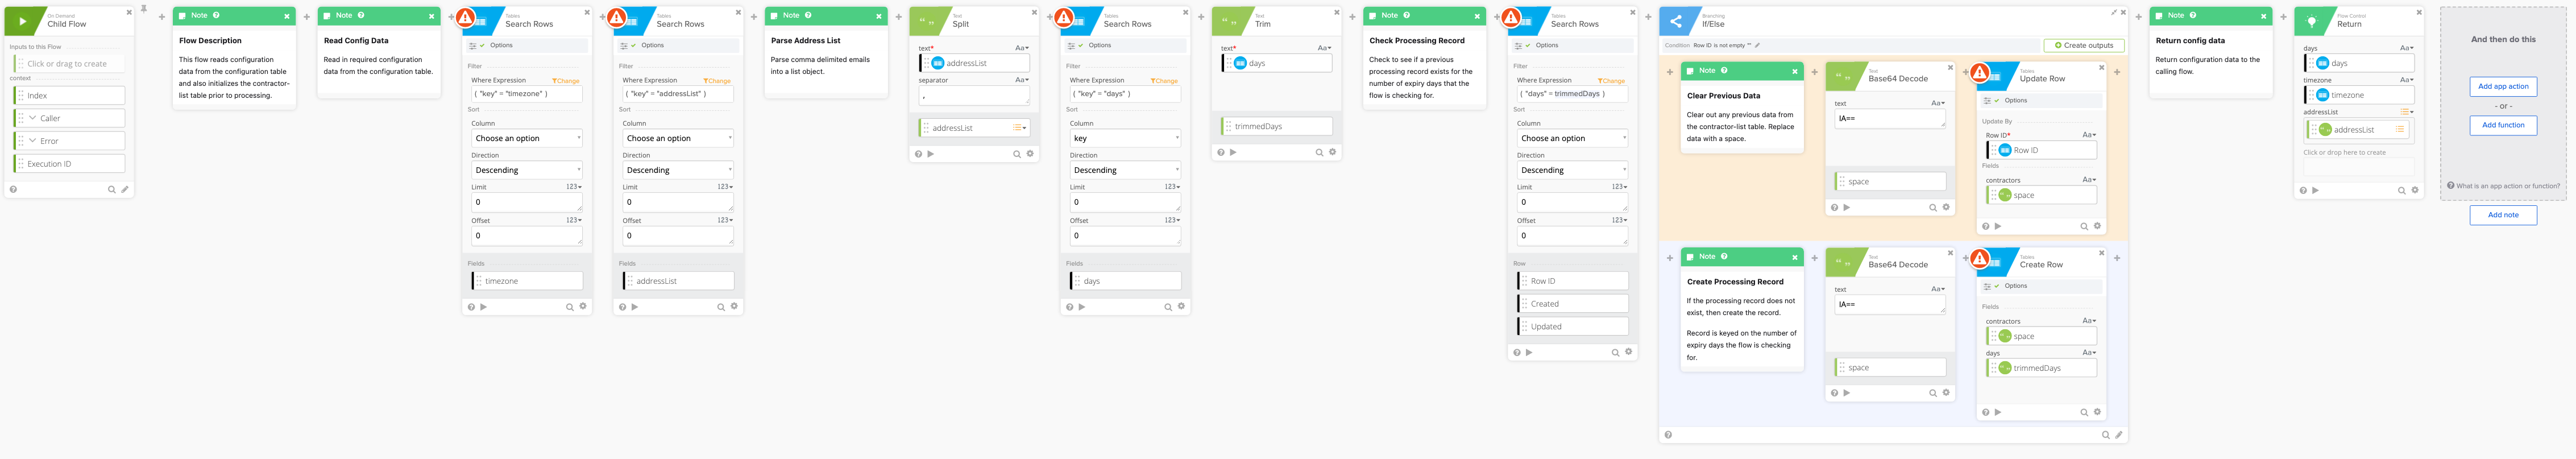 On Demand
Child Flow
Inputs to this Flow
Click or drag to create
context
Index
Caller
Error
Execution ID
Note
Flow Description
This flow reads configuration
data from the configuration table
and also initializes the contractor-
list table prior to processing.
Note
Read Config Data
Read in required configuration
data from the configuration table.
Tables
Search Rows
Options
Filter
Where Expression
Change
( "key" = "timezone" )
Sort
Column
Choose an option
Direction
Descending
Limit
123
0
Offset
123
0
Fields
timezone
Tables
Search Rows
Options
Filter
Where Expression
Change
( "key" = "addressList" )
Sort
Column
Choose an option
Direction
Descending
Limit
123
0
Offset
123
0
Fields
addressList
Note
Parse Address List
Parse comma delimited emails
into a list object.
Text
Split
text*
Aa
addressList
separator
Aa
,
addressList
Tables
Search Rows
Options
Filter
Where Expression
Change
( "key" = "days" )
Sort
Column
key
Direction
Descending
Limit
123
0
Offset
123
0
Fields
days
Text
Trim
text*
Aa
days
trimmedDays
Note
Check Processing Record
Check to see if a previous
processing record exists for the
number of expiry days that the
flow is checking for.
Tables
Search Rows
Options
Filter
Where Expression
Change
( "days" = trimmedDays )
Sort
Column
Choose an option
Direction
Descending
Limit
123
0
Offset
123
0
Row
Row ID
Created
Updated
Branching
If/Else
Condition Row ID is not empty ""
Create outputs
Note
Clear Previous Data
Clear out any previous data from
the contractor-list table. Replace
data with a space.
Text
Base64 Decode
text
Aa
IA==
space
Tables
Update Row
Options
Update By
Row ID*
Aa
Row ID
Fields
contractors
Aa
space
Note
Create Processing Record
If the processing record does not
exist, then create the record.
Record is keyed on the number of
expiry days the flow is checking
for.
Text
Base64 Decode
text
Aa
IA==
space
Tables
Create Row
Options
Fields
contractors
Aa
space
days
Aa
trimmedDays
Note
Return config data
Return configuration data to the
calling flow.
Flow Control
Return
days
Aa
days
timezone
Aa
timezone
addressList
addressList
Click or drop here to create
And then do this
Add app action
- or -
Add function
What is an app action or function?
Add note